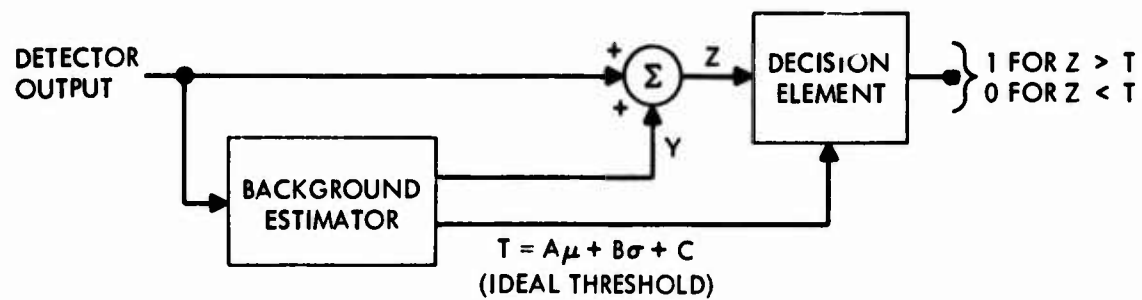 DETECTOR
OUTPUT
+
+
Σ
Z
Y
DECISION
ELEMENT
1 FOR Z > T
0 FOR Z < T
BACKGROUND
ESTIMATOR
T = Aμ + Bσ + C
(IDEAL THRESHOLD)